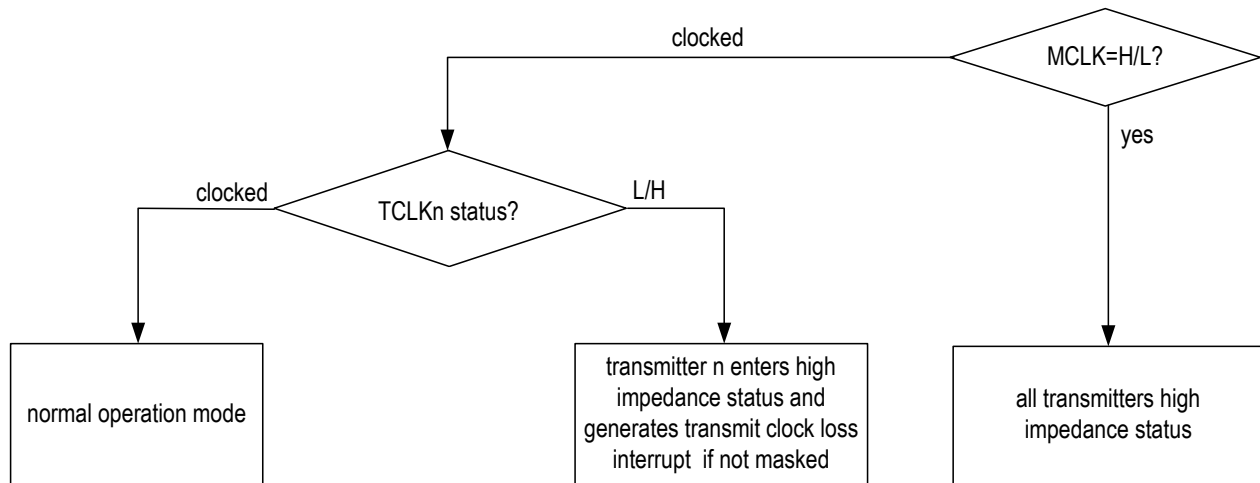 clocked
MCLK=H/L?
yes
clocked
TCLKn status?
L/H
normal operation mode
transmitter n enters high
impedance status and
generates transmit clock loss
interrupt if not masked
all transmitters high
impedance status